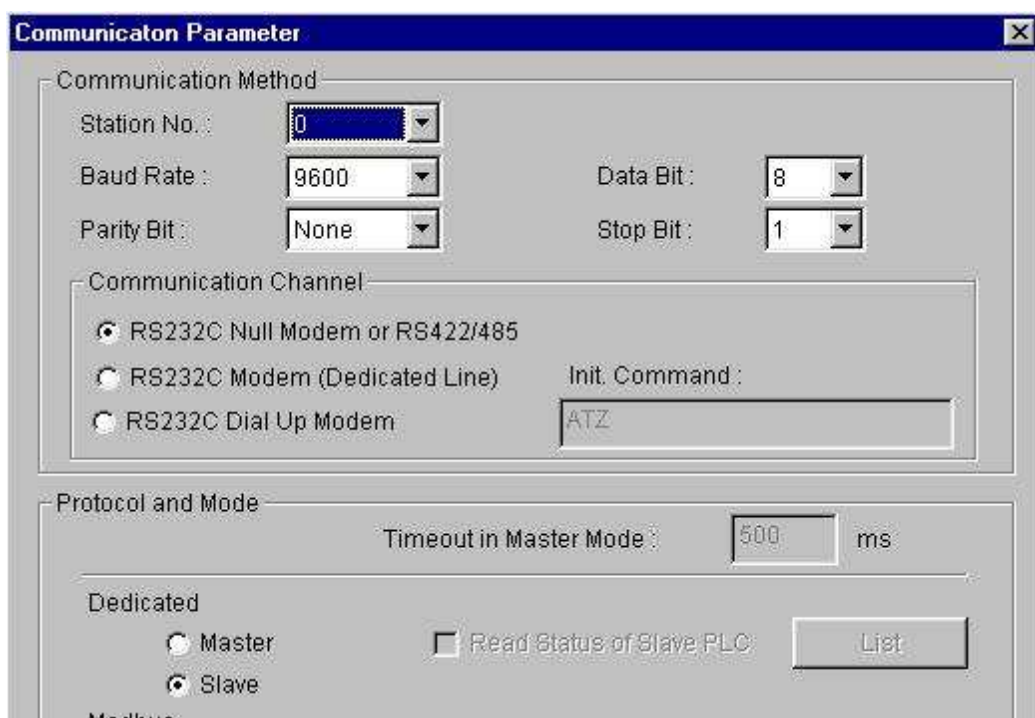 Communicaton Parameter
Communication Method
Station No. : 0
Baud Rate : 9600 Data Bit : 8
Parity Bit : None Stop Bit : 1
Communication Channel
RS232C Null Modem or RS422/485
RS232C Modem (Dedicated Line) Init. Command :
RS232C Dial Up Modem ATZ
Protocol and Mode
Timeout in Master Mode : 500 ms
Dedicated
Master Read Status of Slave PLC List
Slave
Modbus